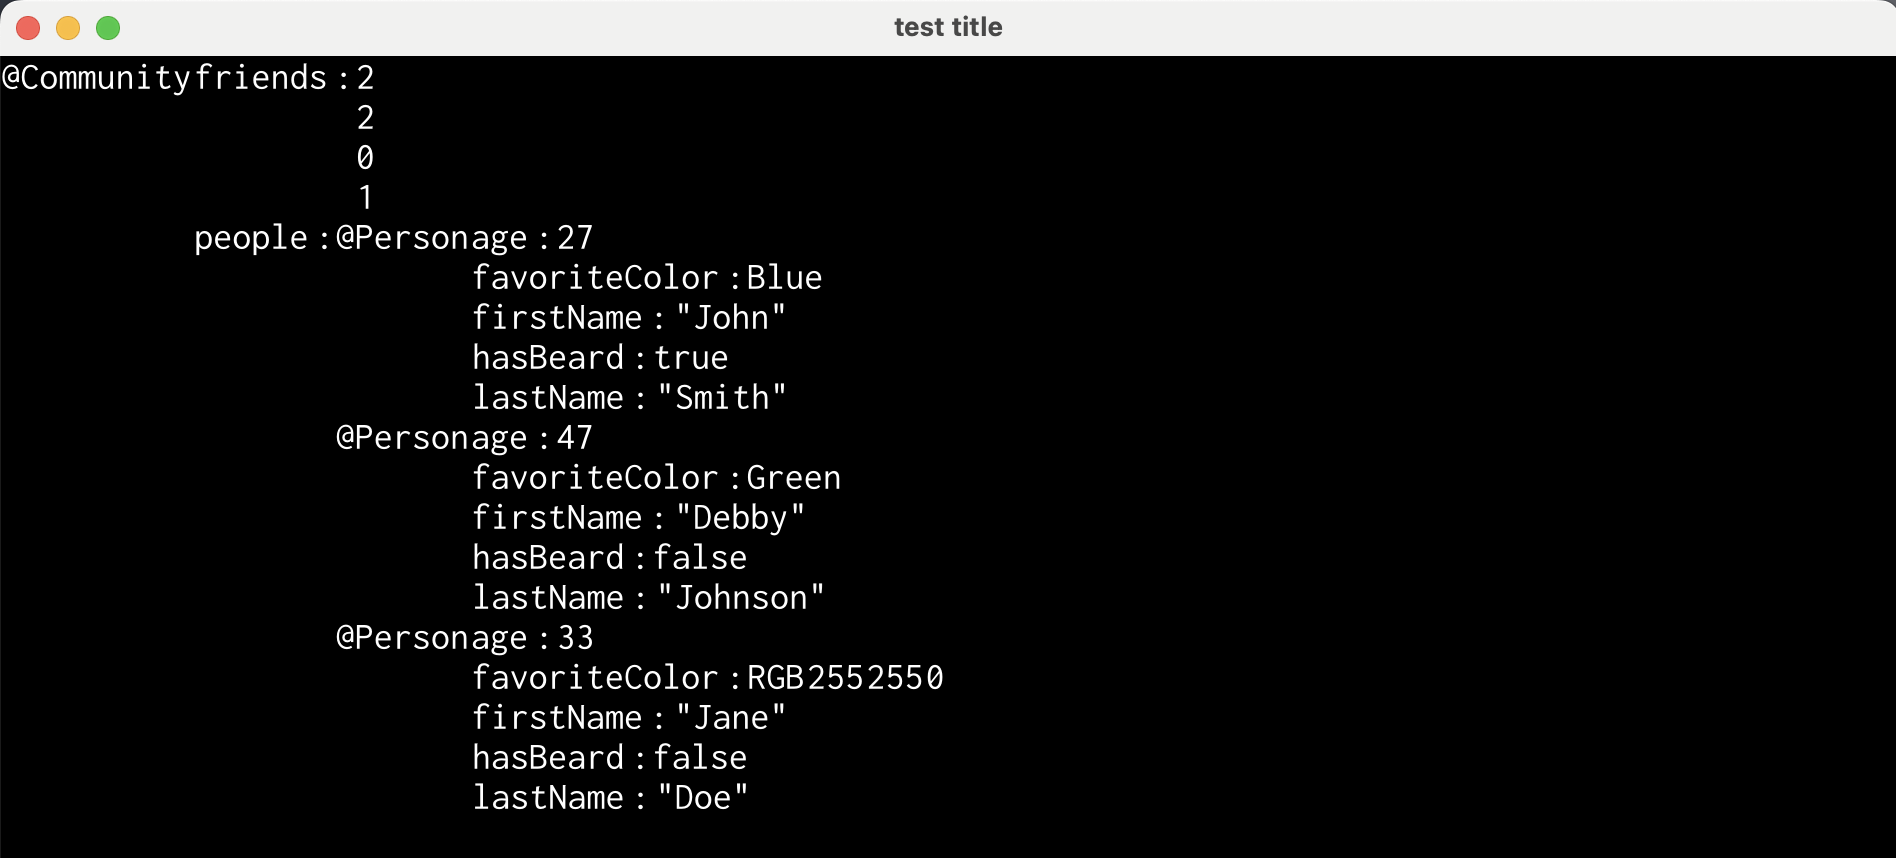 test title
@Communityfriends:2
2
0
1
people:@Personage:27
favoriteColor:Blue
firstName:"John"
hasBeard:true
lastName:"Smith"
@Personage:47
favoriteColor:Green
firstName:"Debby"
hasBeard:false
lastName:"Johnson"
@Personage:33
favoriteColor:RGB2552550
firstName:"Jane"
hasBeard:false
lastName:"Doe"